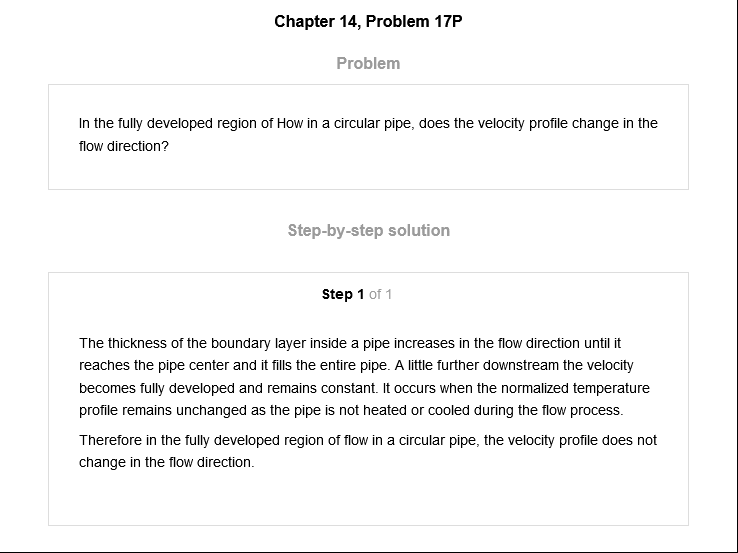 Chapter 14, Problem 17P
Problem
In the fully developed region of How in a circular pipe, does the velocity profile change in the
flow direction?
Step-by-step solution
Step 1 of 1
The thickness of the boundary layer inside a pipe increases in the flow direction until it
reaches the pipe center and it fills the entire pipe. A little further downstream the velocity
becomes fully developed and remains constant. It occurs when the normalized temperature
profile remains unchanged as the pipe is not heated or cooled during the flow process.
Therefore in the fully developed region of flow in a circular pipe, the velocity profile does not
change in the flow direction.